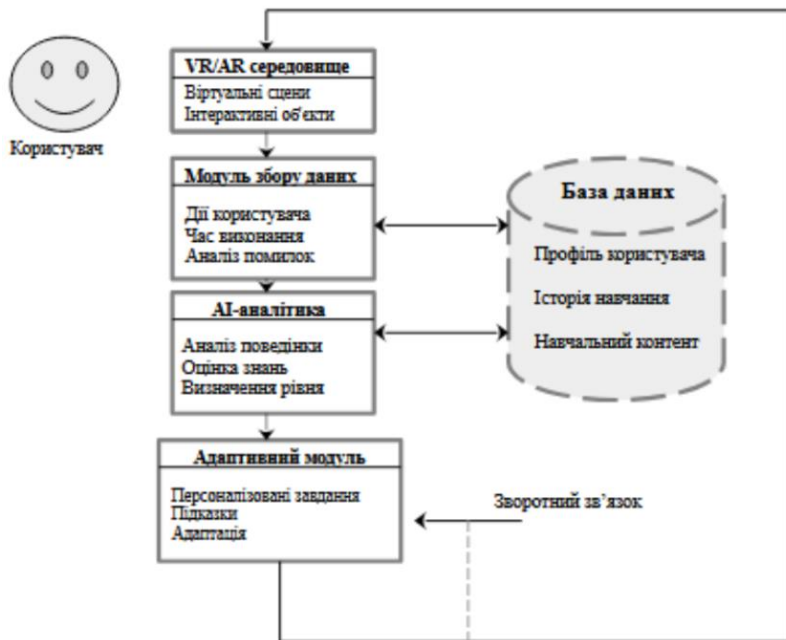 VR/AR середовище
Віртуальні сцени
Інтерактивні об'єкти
Користувач
Модуль збору даних
Дії користувача
Час виконання
Аналіз помилок
База даних
Профіль користувача
Історія навчання
Навчальний контент
AI-аналітика
Аналіз поведінки
Оцінка знань
Визначення рівня
Адаптивний модуль
Персоналізовані завдання
Підказки
Адаптація
Зворотний зв’язок